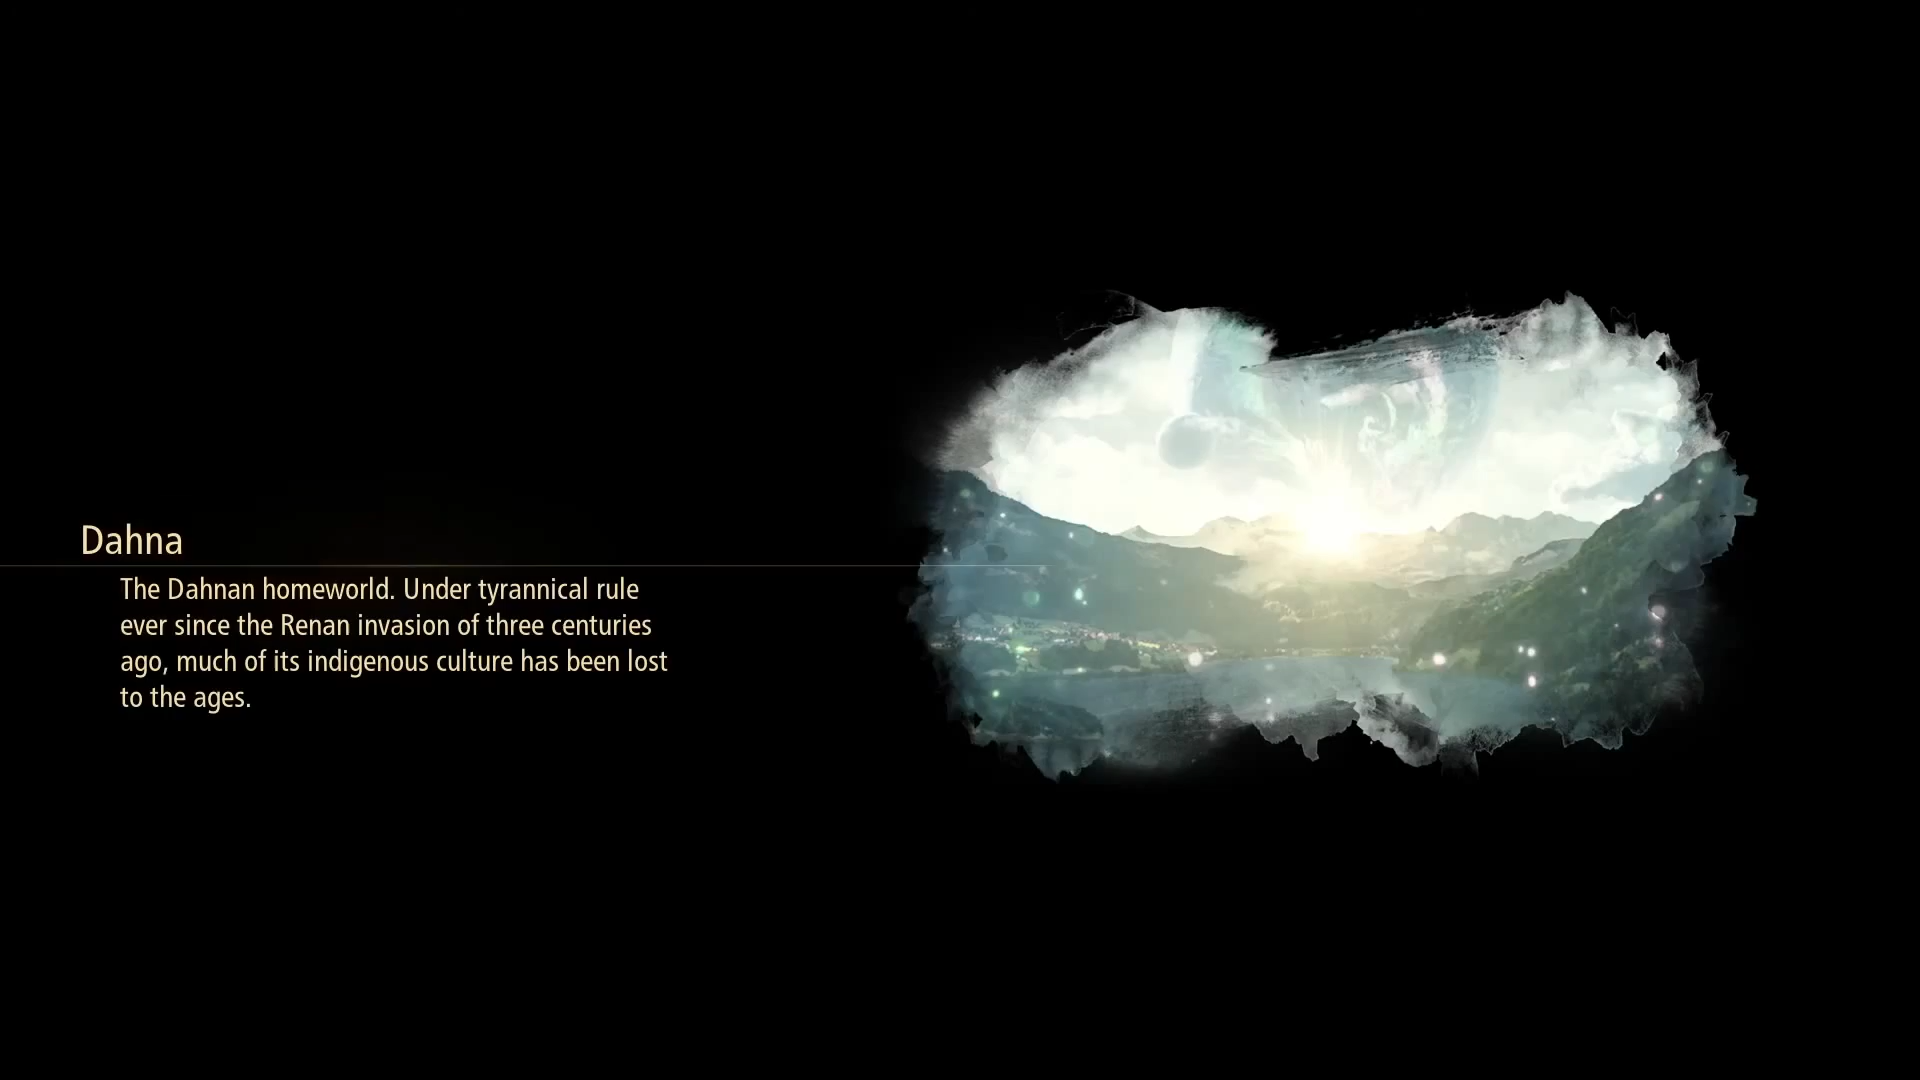 Dahna
The Dahnan homeworld. Under tyrannical rule
ever since the Renan invasion of three centuries
ago, much of its indigenous culture has been lost
to the ages.